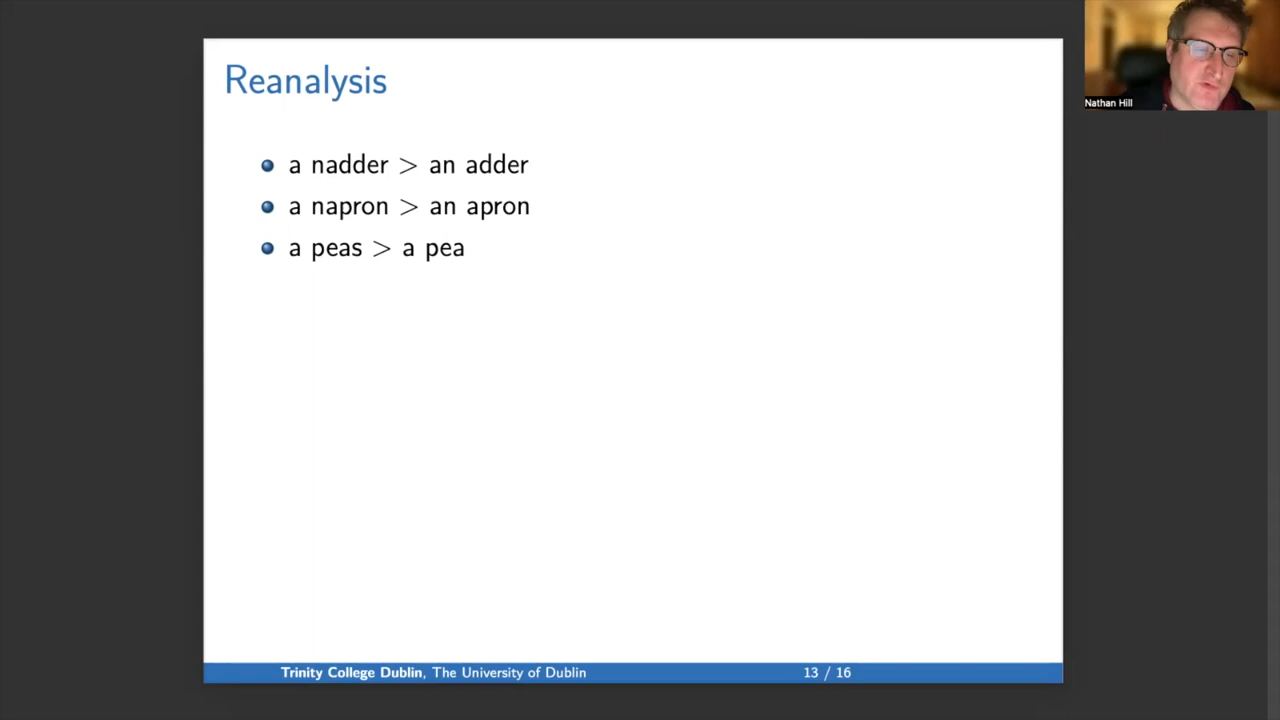 Reanalysis
a nadder > an adder
a napron > an apron
a peas > a pea
Trinity College Dublin, The University of Dublin
13 / 16
Nathan Hill